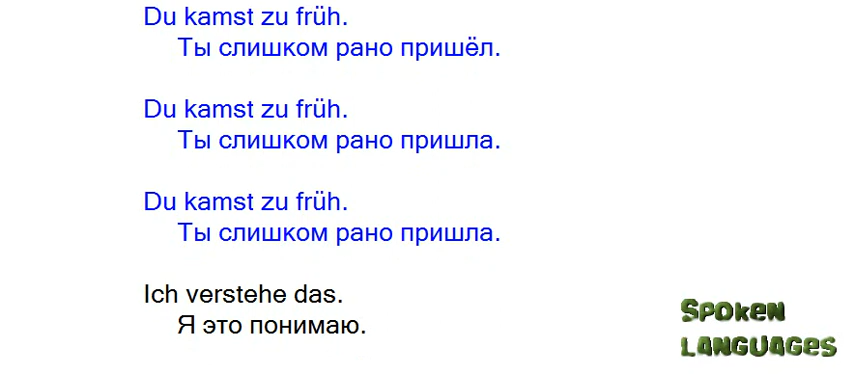 Du kamst zu früh.
Ты слишком рано пришёл.
Du kamst zu früh.
Ты слишком рано пришла.
Du kamst zu früh.
Ты слишком рано пришла.
Ich verstehe das.
Я это понимаю.
Spoken
Languages